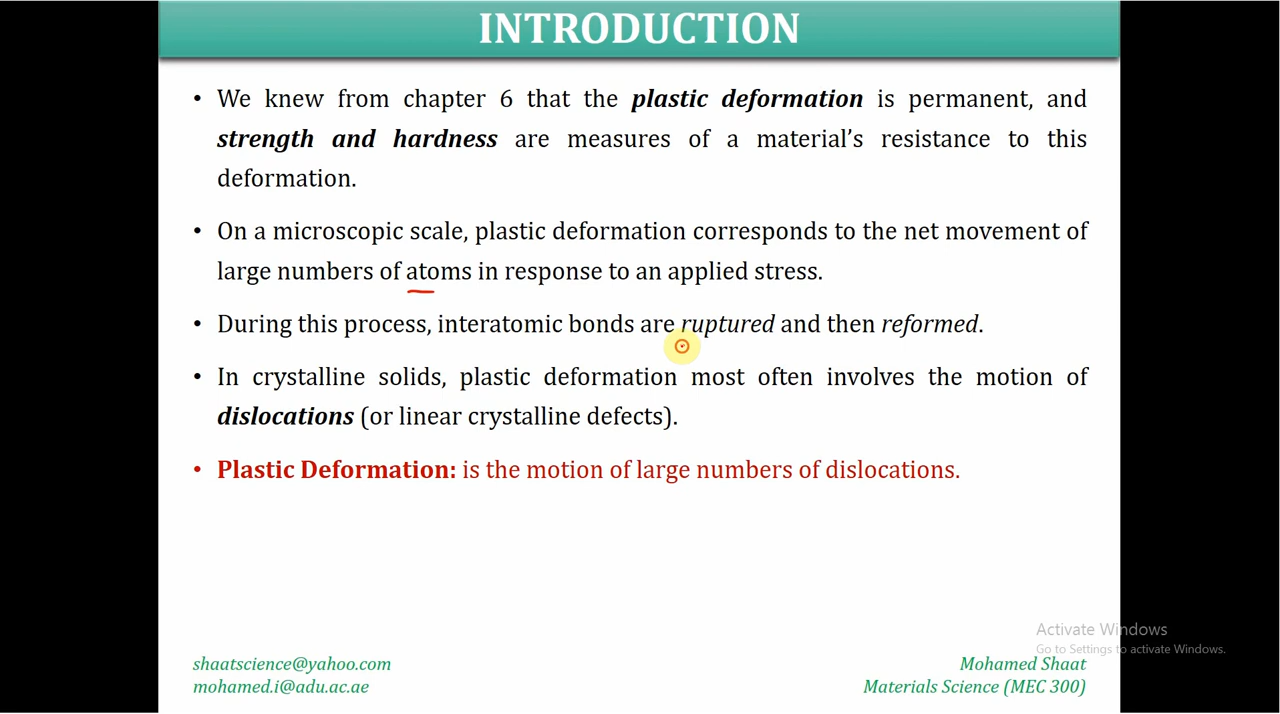 INTRODUCTION
• We knew from chapter 6 that the plastic deformation is permanent, and
strength and hardness are measures of a material’s resistance to this
deformation.
• On a microscopic scale, plastic deformation corresponds to the net movement of
large numbers of atoms in response to an applied stress.
• During this process, interatomic bonds are ruptured and then reformed.
• In crystalline solids, plastic deformation most often involves the motion of
dislocations (or linear crystalline defects).
• Plastic Deformation: is the motion of large numbers of dislocations.
Activate Windows
Go to Settings to activate Windows.
shaatscience@yahoo.com
mohamed.i@adu.ac.ae
Mohamed Shaat
Materials Science (MEC 300)